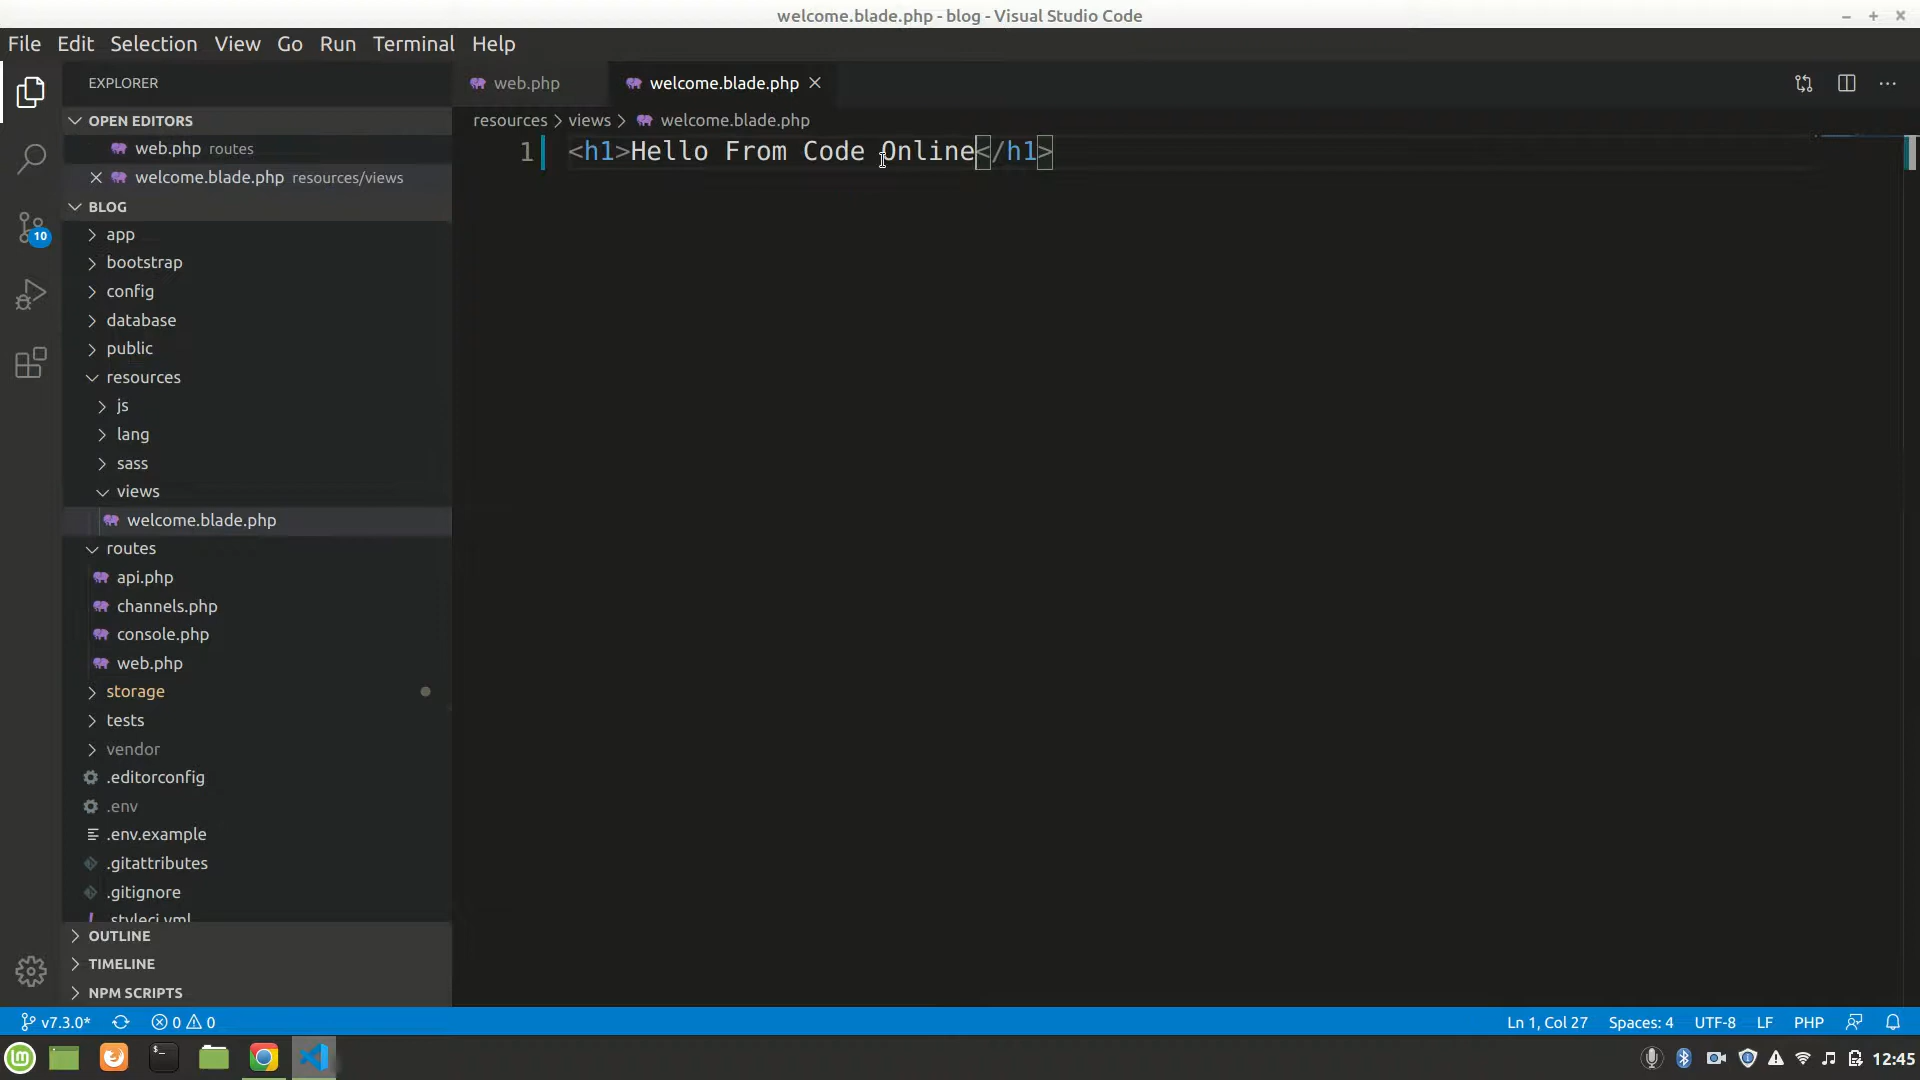 welcome.blade.php - blog - Visual Studio Code
File Edit Selection View Go Run Terminal Help
EXPLORER
OPEN EDITORS
web.php routes
welcome.blade.php resources/views
BLOG
app
bootstrap
config
database
public
resources
js
lang
sass
views
welcome.blade.php
routes
api.php
channels.php
console.php
web.php
storage
tests
vendor
.editorconfig
.env
.env.example
.gitattributes
.gitignore
.styleci.yml
OUTLINE
TIMELINE
NPM SCRIPTS
10
web.php welcome.blade.php
resources > views > welcome.blade.php
1 <h1>Hello From Code Online</h1>
v7.3.0* 0 0 Ln 1, Col 27 Spaces: 4 UTF-8 LF PHP
12:45